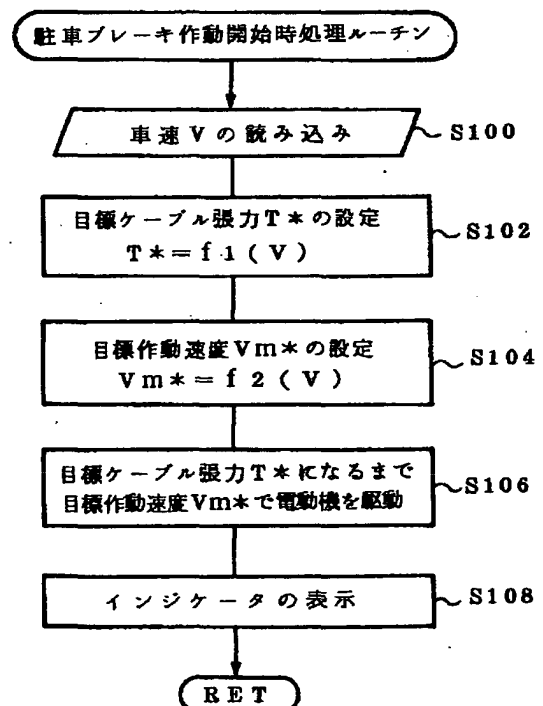 駐車ブレーキ作動開始時処理ルーチン
車速Vの読み込み
S100
目標ケーブル張力T*の設定
T*=f1(V)
S102
目標作動速度Vm*の設定
Vm*=f2(V)
S104
目標ケーブル張力T*になるまで
目標作動速度Vm*で電動機を駆動
S106
インジケータの表示
S108
RET